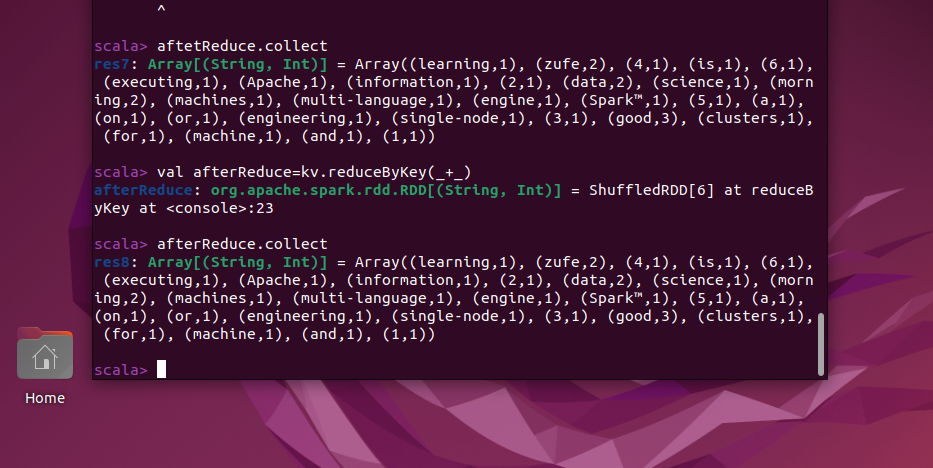 ^
scala> aftetReduce.collect
res7: Array[(String, Int)] = Array((learning,1), (zufe,2), (4,1), (is,1), (6,1),
 (executing,1), (Apache,1), (information,1), (2,1), (data,2), (science,1), (morn
ing,2), (machines,1), (multi-language,1), (engine,1), (Spark™,1), (5,1), (a,1),
(on,1), (or,1), (engineering,1), (single-node,1), (3,1), (good,3), (clusters,1),
 (for,1), (machine,1), (and,1), (1,1))
scala> val afterReduce=kv.reduceByKey(_+_)
afterReduce: org.apache.spark.rdd.RDD[(String, Int)] = ShuffledRDD[6] at reduceB
yKey at <console>:23
scala> afterReduce.collect
res8: Array[(String, Int)] = Array((learning,1), (zufe,2), (4,1), (is,1), (6,1),
 (executing,1), (Apache,1), (information,1), (2,1), (data,2), (science,1), (morn
ing,2), (machines,1), (multi-language,1), (engine,1), (Spark™,1), (5,1), (a,1),
(on,1), (or,1), (engineering,1), (single-node,1), (3,1), (good,3), (clusters,1),
 (for,1), (machine,1), (and,1), (1,1))
scala>
Home